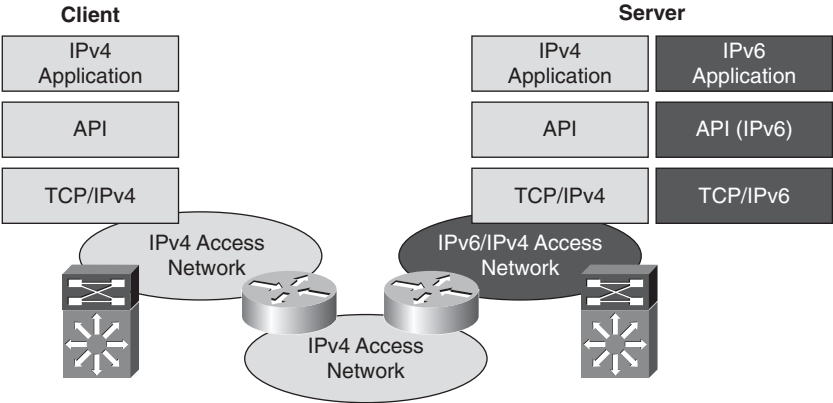 Client
Server
IPv4
Application
IPv4
Application
IPv6
Application
API
API
API (IPv6)
TCP/IPv4
TCP/IPv4
TCP/IPv6
IPv4 Access
Network
IPv6/IPv4 Access
Network
IPv4 Access
Network